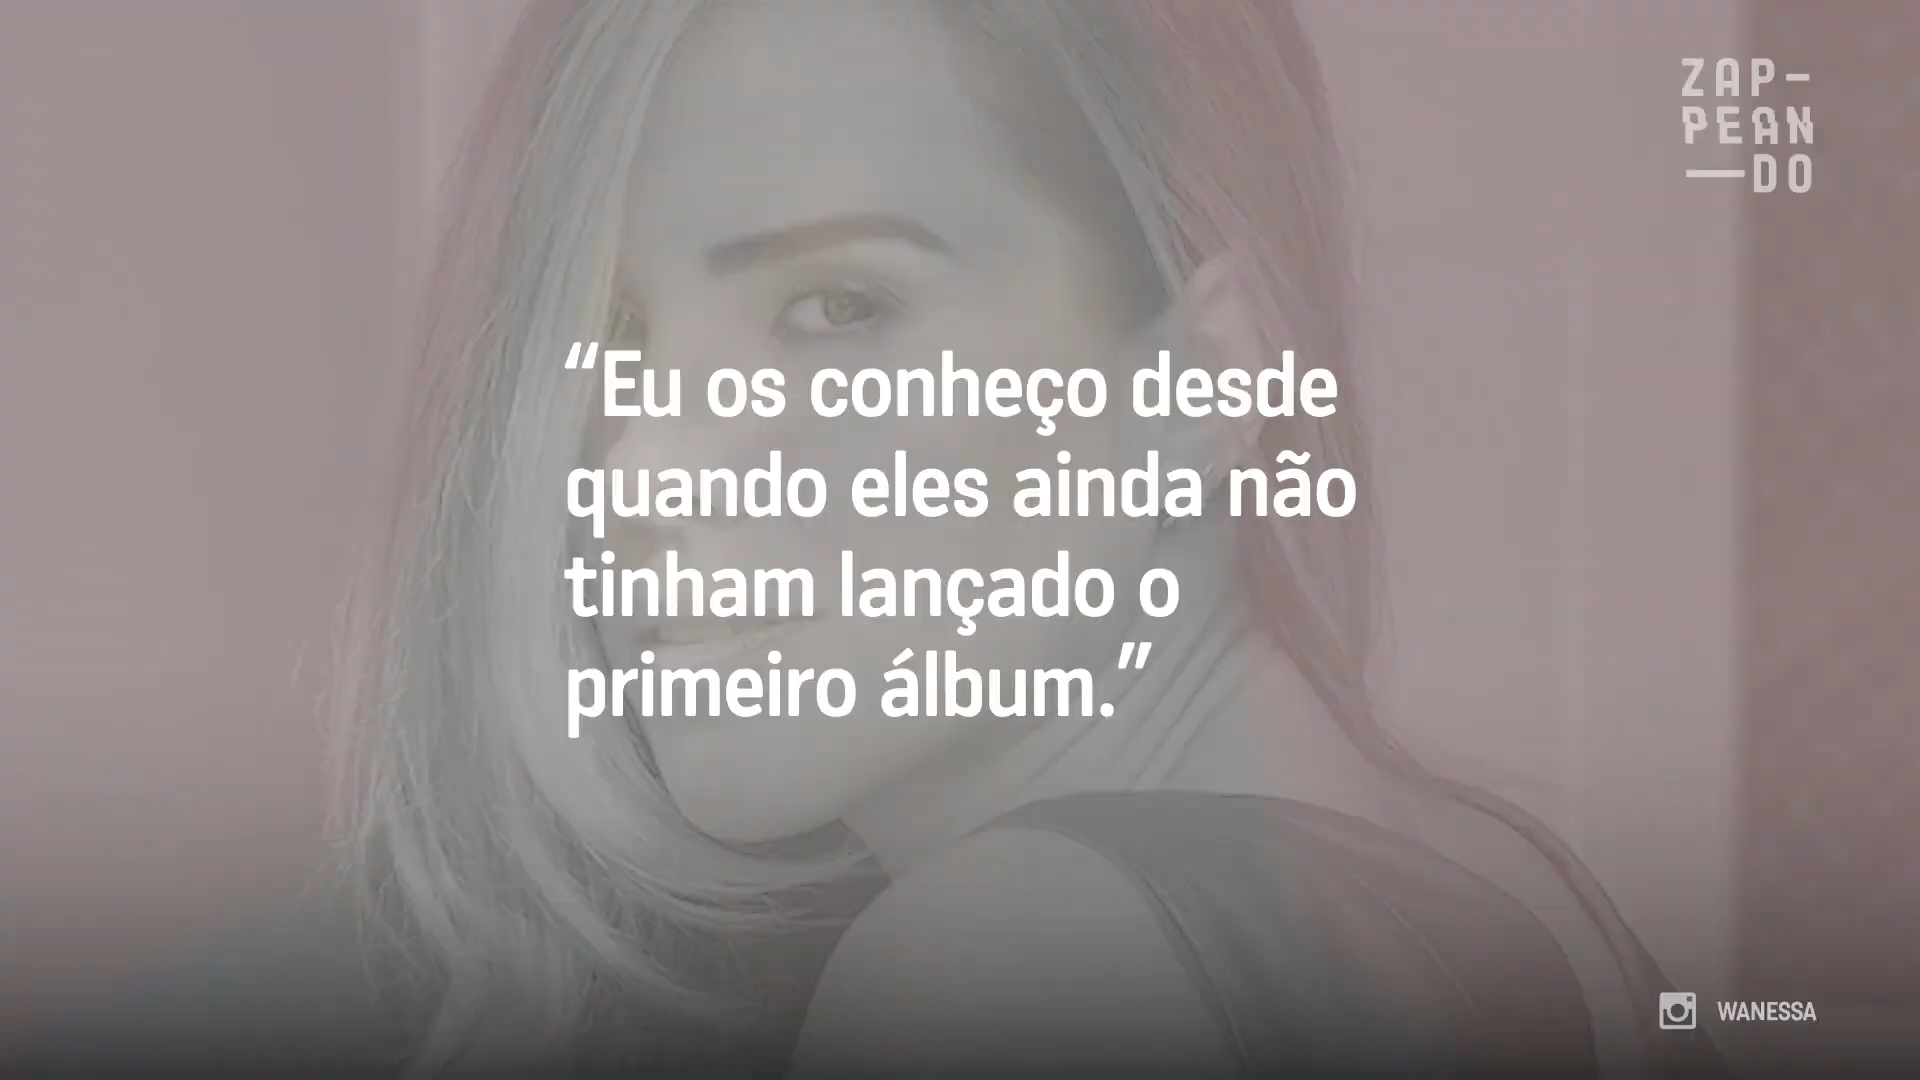 ZAP-
PEAN
—DO
“Eu os conheço desde
quando eles ainda não
tinham lançado o
primeiro álbum.”
WANESSA